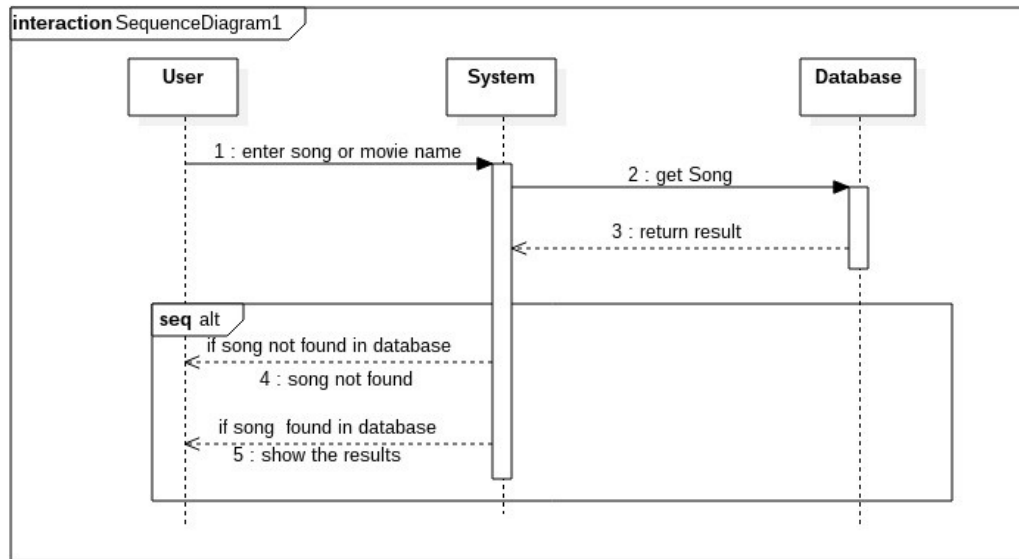 interaction SequenceDiagram1
User
System
Database
1 : enter song or movie name
2 : get Song
3 : return result
seq alt
if song not found in database
4 : song not found
if song found in database
5 : show the results